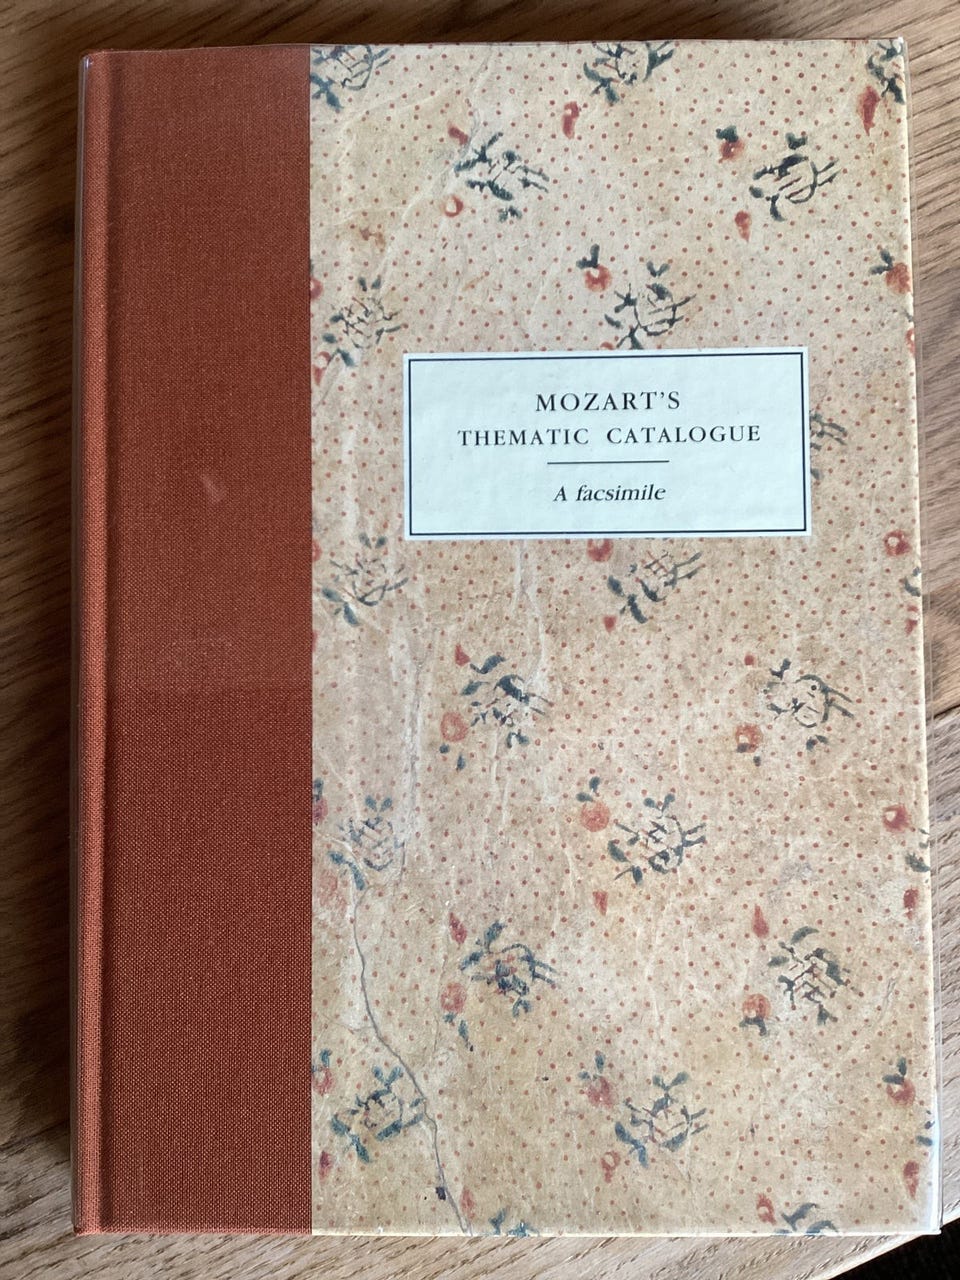 MOZART'S
THEMATIC CATALOGUE
A facsimile